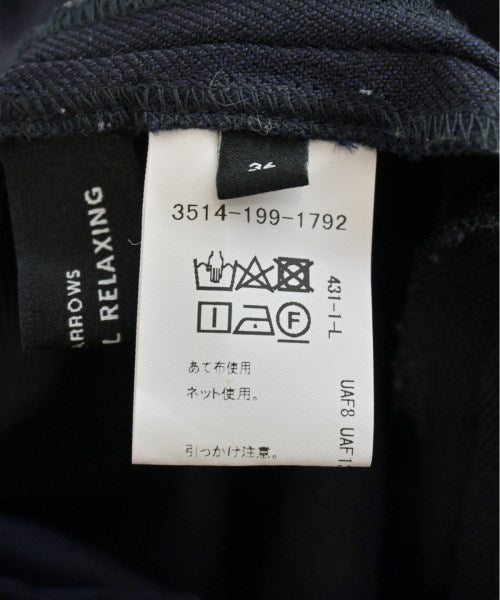 34
3514-199-1792
F
あて布使用
ネット使用。
引っかけ注意。
431-1-L
UAF8 UAF1
ARROWS
L RELAXING